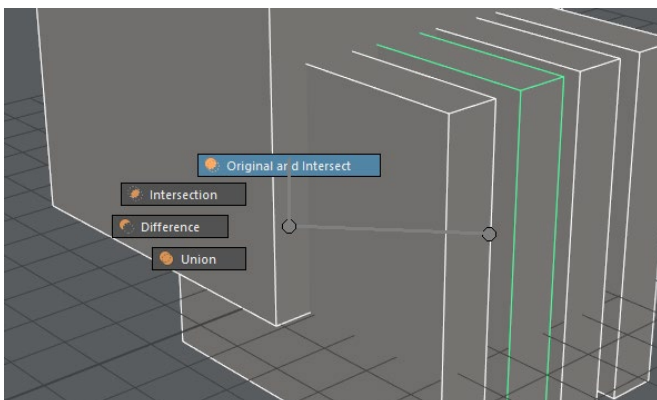 Original and Intersect
Intersection
Difference
Union